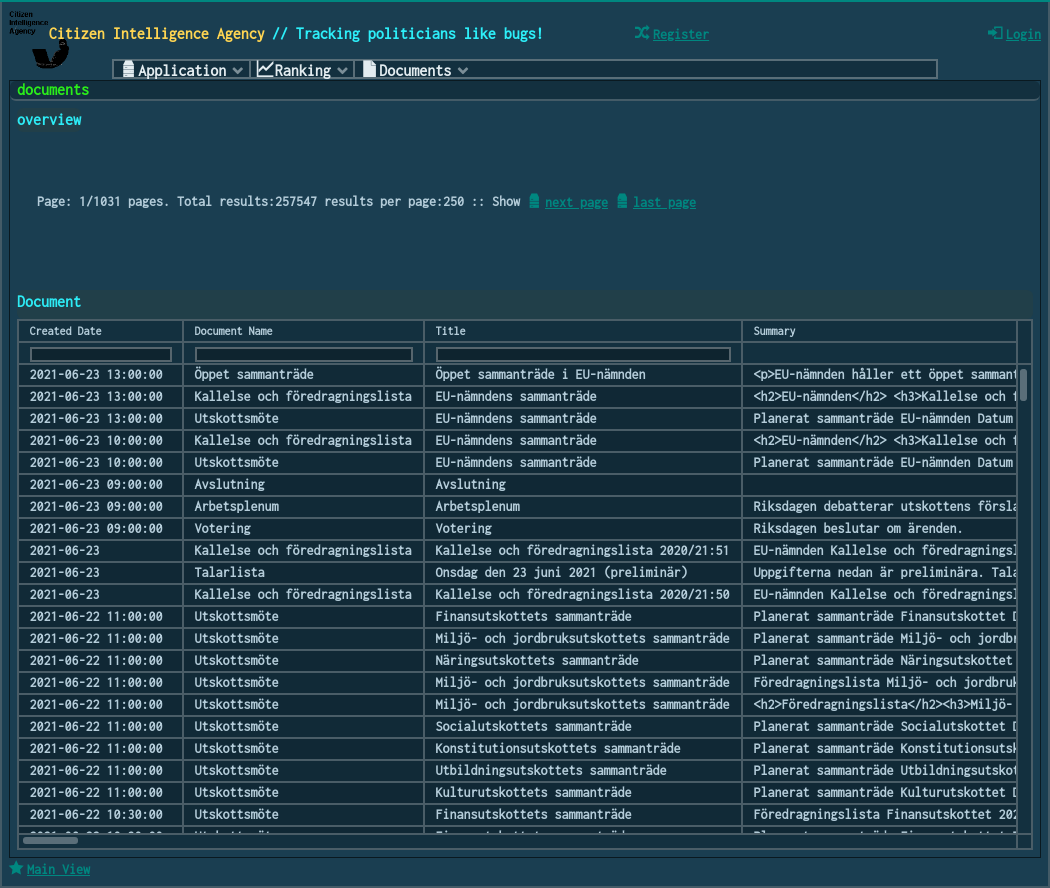 Citizen
Intelligence
Agency
Citizen Intelligence Agency // Tracking politicians like bugs!
Register
Login
Application Ranking Documents
documents
overview
Page: 1/1031 pages. Total results:257547 results per page:250 :: Show next page last page
Document
Created Date Document Name Title Summary
2021-06-23 13:00:00 Öppet sammanträde Öppet sammanträde i EU-nämnden <p>EU-nämnden håller ett öppet sammant
2021-06-23 13:00:00 Kallelse och föredragningslista EU-nämndens sammanträde <h2>EU-nämnden</h2> <h3>Kallelse och f
2021-06-23 13:00:00 Utskottsmöte EU-nämndens sammanträde Planerat sammanträde EU-nämnden Datum
2021-06-23 10:00:00 Kallelse och föredragningslista EU-nämndens sammanträde <h2>EU-nämnden</h2> <h3>Kallelse och f
2021-06-23 10:00:00 Utskottsmöte EU-nämndens sammanträde Planerat sammanträde EU-nämnden Datum
2021-06-23 09:00:00 Avslutning Avslutning
2021-06-23 09:00:00 Arbetsplenum Arbetsplenum Riksdagen debatterar utskottens försla
2021-06-23 09:00:00 Votering Votering Riksdagen beslutar om ärenden.
2021-06-23 Kallelse och föredragningslista Kallelse och föredragningslista 2020/21:51 EU-nämnden Kallelse och föredragningsl
2021-06-23 Talarlista Onsdag den 23 juni 2021 (preliminär) Uppgifterna nedan är preliminära. Tala
2021-06-23 Kallelse och föredragningslista Kallelse och föredragningslista 2020/21:50 EU-nämnden Kallelse och föredragningsl
2021-06-22 11:00:00 Utskottsmöte Finansutskottets sammanträde Planerat sammanträde Finansutskottet D
2021-06-22 11:00:00 Utskottsmöte Miljö- och jordbruksutskottets sammanträde Planerat sammanträde Miljö- och jordbr
2021-06-22 11:00:00 Utskottsmöte Näringsutskottets sammanträde Planerat sammanträde Näringsutskottet
2021-06-22 11:00:00 Utskottsmöte Miljö- och jordbruksutskottets sammanträde Föredragningslista Miljö- och jordbruk
2021-06-22 11:00:00 Utskottsmöte Miljö- och jordbruksutskottets sammanträde <h2>Föredragningslista</h2><h3>Miljö-
2021-06-22 11:00:00 Utskottsmöte Socialutskottets sammanträde Planerat sammanträde Socialutskottet D
2021-06-22 11:00:00 Utskottsmöte Konstitutionsutskottets sammanträde Planerat sammanträde Konstitutionsutsk
2021-06-22 11:00:00 Utskottsmöte Utbildningsutskottets sammanträde Planerat sammanträde Utbildningsutskot
2021-06-22 11:00:00 Utskottsmöte Kulturutskottets sammanträde Planerat sammanträde Kulturutskottet D
2021-06-22 10:30:00 Utskottsmöte Finansutskottets sammanträde Föredragningslista Finansutskottet 202
Main View